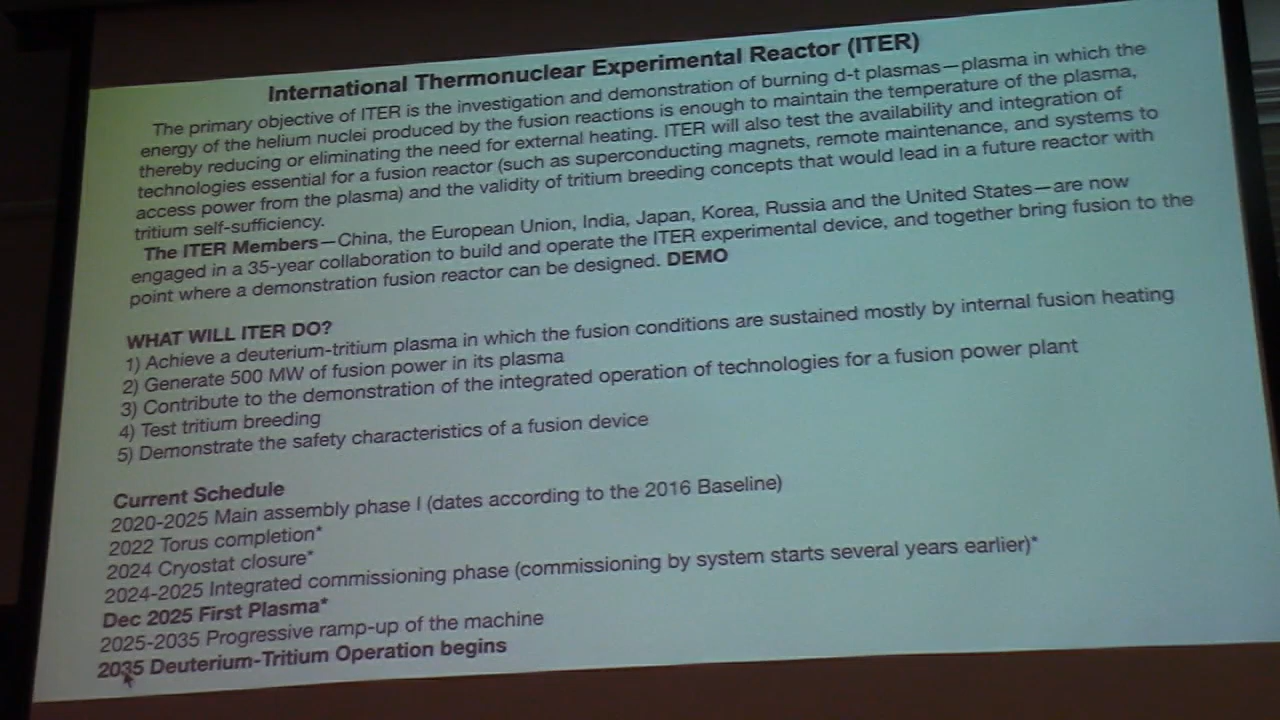 International Thermonuclear Experimental Reactor (ITER)
The primary objective of ITER is the investigation and demonstration of burning d-t plasmas—plasma in which the
energy of the helium nuclei produced by the fusion reactions is enough to maintain the temperature of the plasma,
thereby reducing or eliminating the need for external heating. ITER will also test the availability and integration of
technologies essential for a fusion reactor (such as superconducting magnets, remote maintenance, and systems to
access power from the plasma) and the validity of tritium breeding concepts that would lead in a future reactor with
tritium self-sufficiency.
The ITER Members—China, the European Union, India, Japan, Korea, Russia and the United States—are now
engaged in a 35-year collaboration to build and operate the ITER experimental device, and together bring fusion to the
point where a demonstration fusion reactor can be designed. DEMO
WHAT WILL ITER DO?
1) Achieve a deuterium-tritium plasma in which the fusion conditions are sustained mostly by internal fusion heating
2) Generate 500 MW of fusion power in its plasma
3) Contribute to the demonstration of the integrated operation of technologies for a fusion power plant
4) Test tritium breeding
5) Demonstrate the safety characteristics of a fusion device
Current Schedule
2020-2025 Main assembly phase I (dates according to the 2016 Baseline)
2022 Torus completion*
2024 Cryostat closure*
2024-2025 Integrated commissioning phase (commissioning by system starts several years earlier)*
Dec 2025 First Plasma*
2025-2035 Progressive ramp-up of the machine
2035 Deuterium-Tritium Operation begins